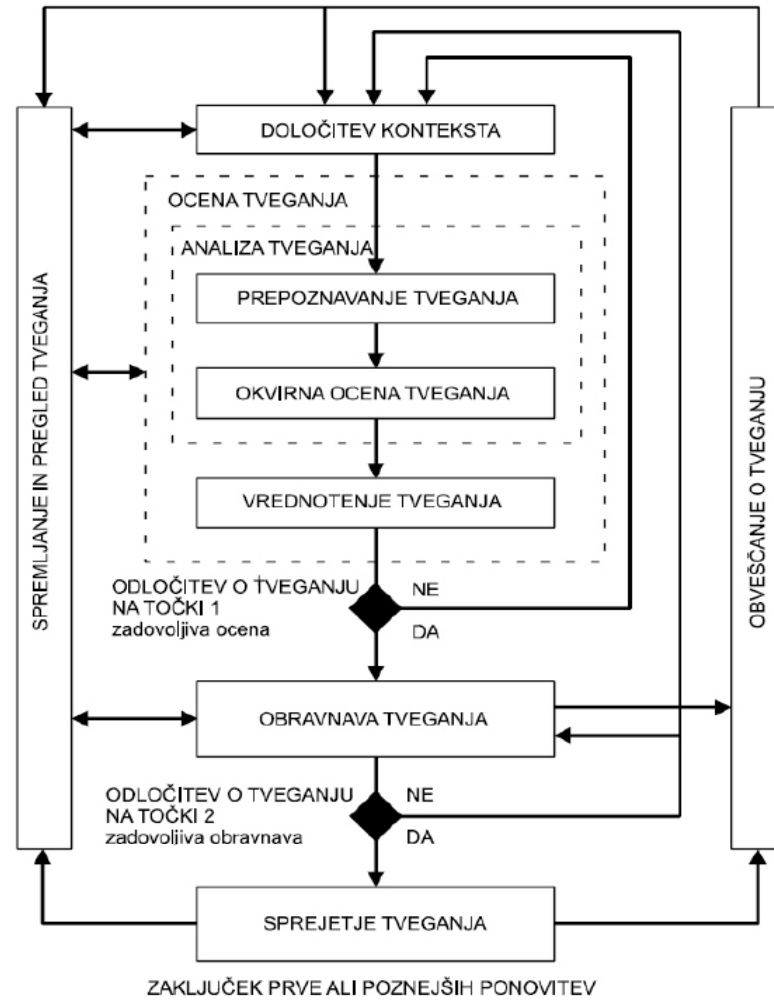 DOLOČITEV KONTEKSTA
OCENA TVEGANJA
ANALIZA TVEGANJA
PREPOZNAVANJE TVEGANJA
OKVIRNA OCENA TVEGANJA
VREDNOTENJE TVEGANJA
SPREMLJANJE IN PREGLED TVEGANJA
OBVEŠČANJE O TVEGANJU
ODLOČITEV O TVEGANJU
NA TOČKI 1
zadovoljiva ocena
NE
DA
OBRAVNAVA TVEGANJA
ODLOČITEV O TVEGANJU
NA TOČKI 2
zadovoljiva obravnava
NE
DA
SPREJETJE TVEGANJA
ZAKLJUČEK PRVE ALI POZNEJŠIH PONOVITEV